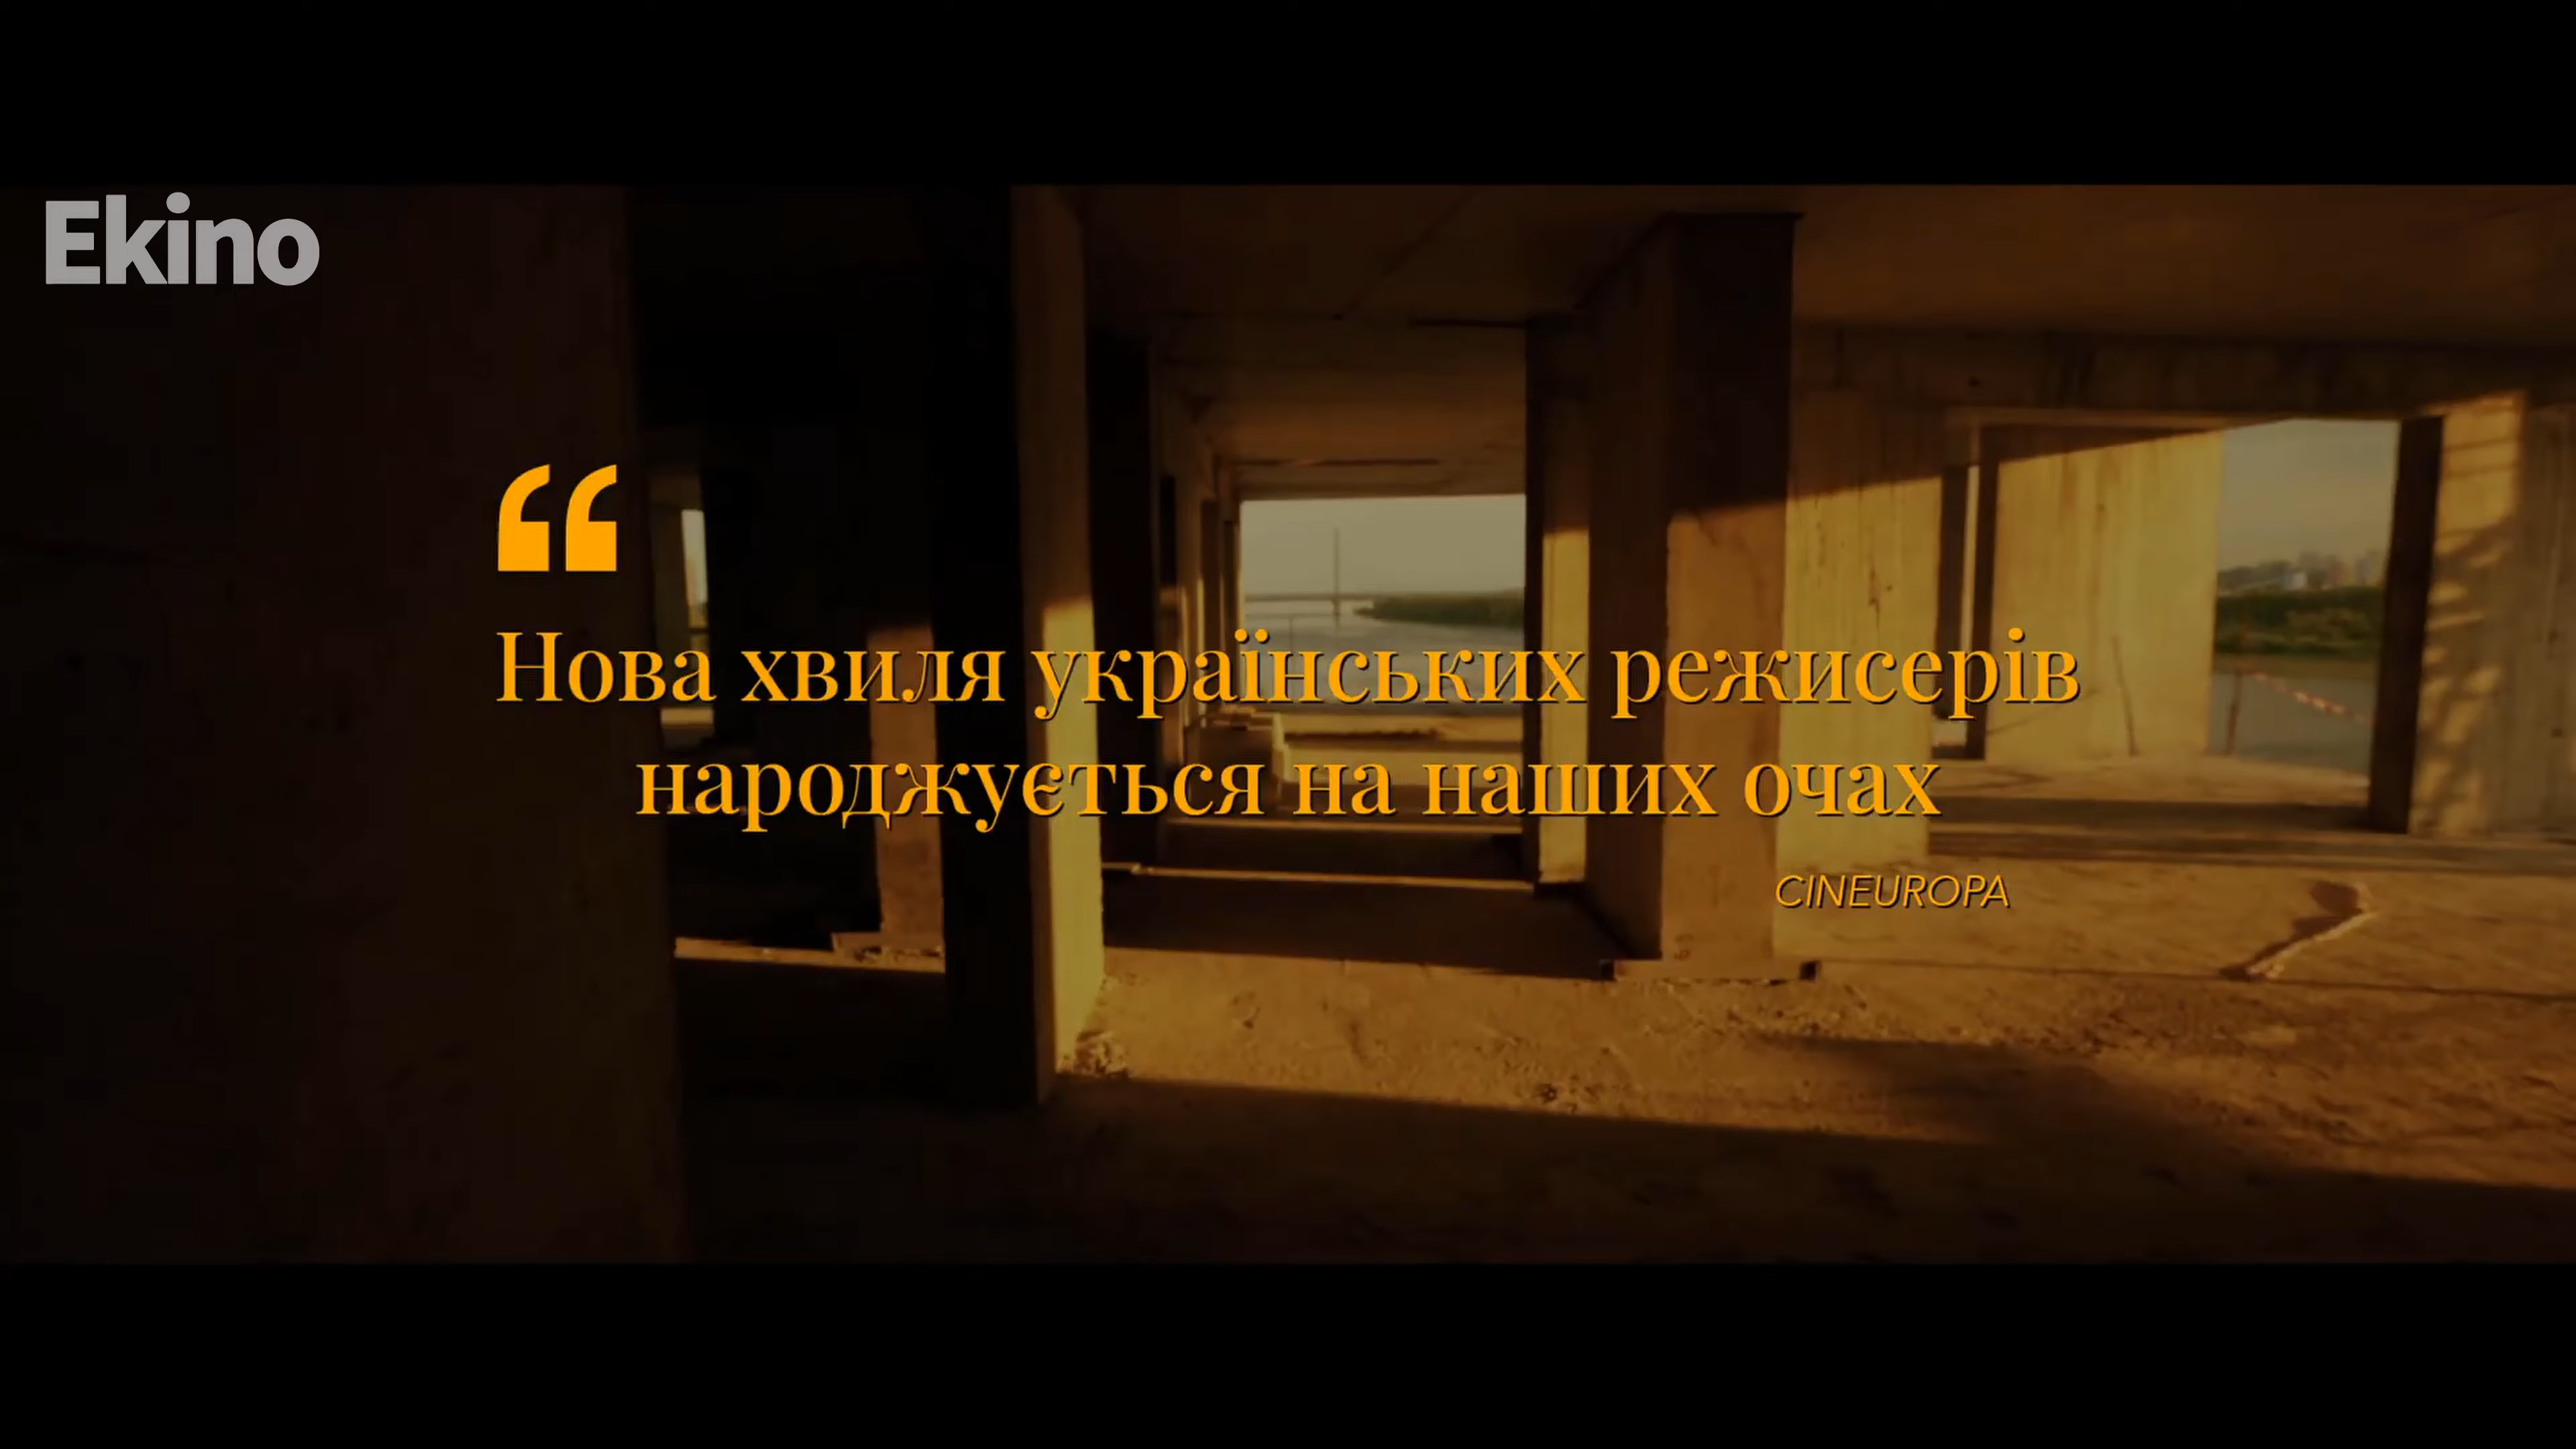 Ekino
“
Нова хвиля українських режисерів
народжується на наших очах
CINEUROPA